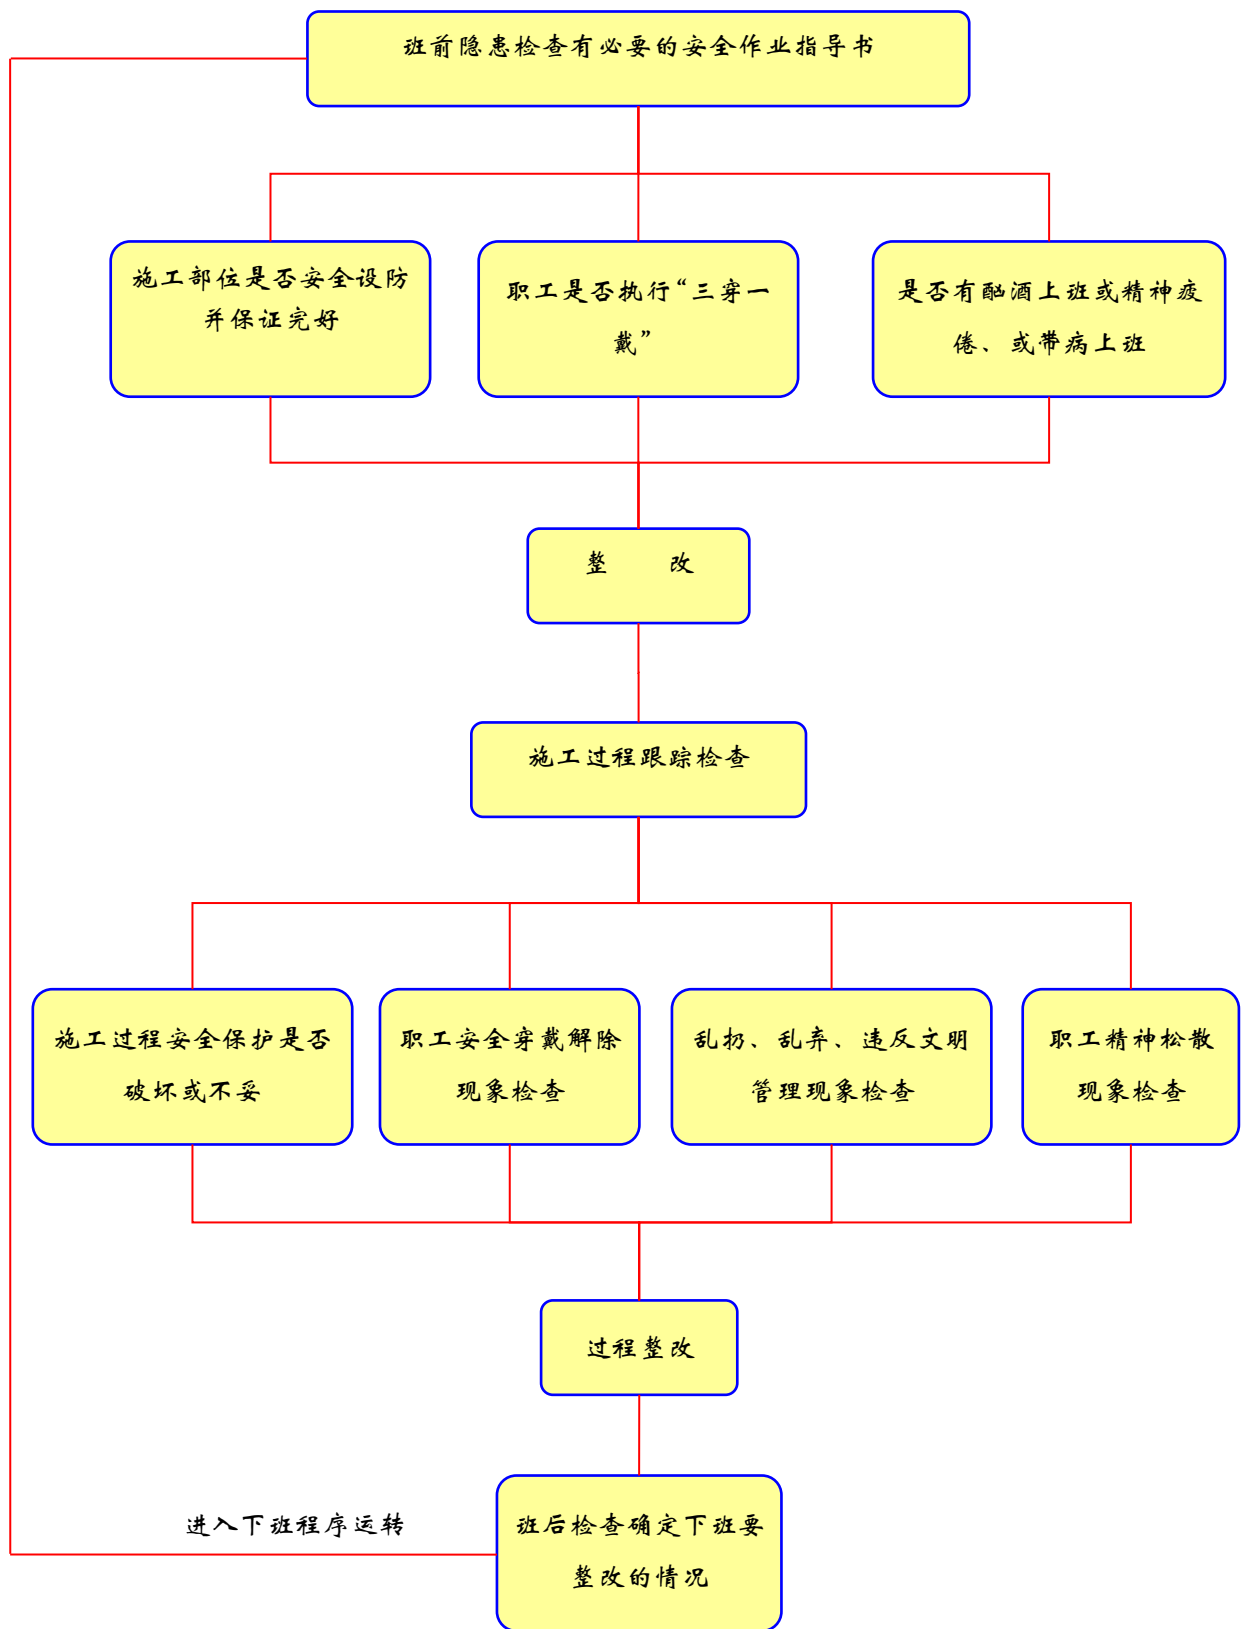 班前隐患检查有必要的安全作业指导书
施工部位是否安全设防
并保证完好
职工是否执行“三穿一
戴”
是否有酗酒上班或精神疲
倦、或带病上班
整 改
施工过程跟踪检查
施工过程安全保护是否
破坏或不妥
职工安全穿戴解除
现象检查
乱扔、乱弃、违反文明
管理现象检查
职工精神松散
现象检查
过程整改
进入下班程序运转
班后检查确定下班要
整改的情况